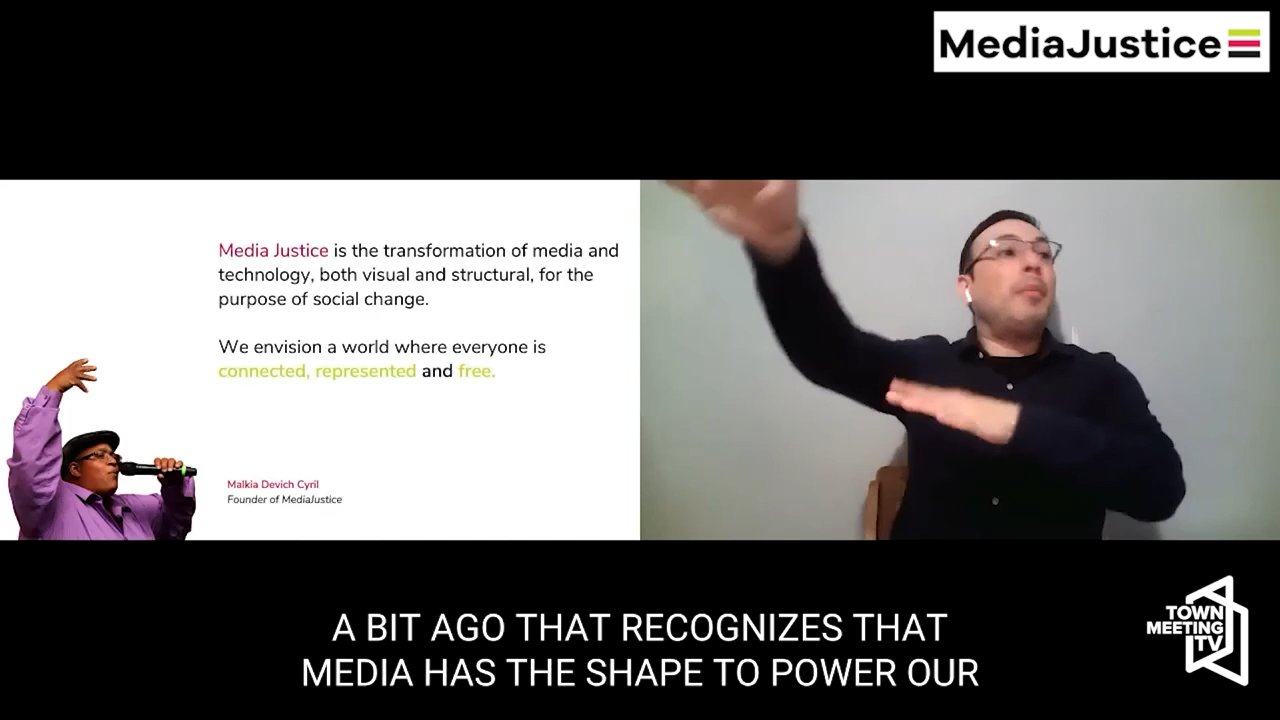 MediaJustice
Media Justice is the transformation of media and
technology, both visual and structural, for the
purpose of social change.
We envision a world where everyone is
connected, represented and free.
Malkia Devich Cyril
Founder of MediaJustice
A BIT AGO THAT RECOGNIZES THAT
MEDIA HAS THE SHAPE TO POWER OUR
TOWN
MEETING
TV